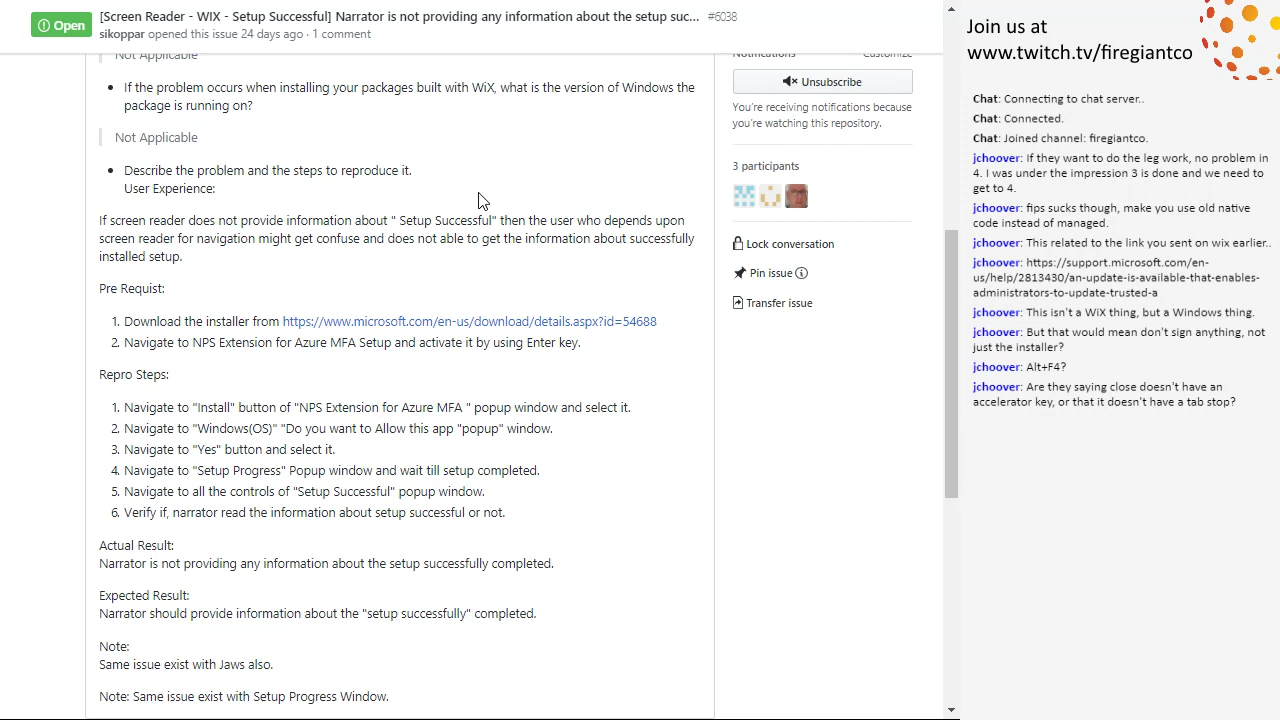 Open
[Screen Reader - WIX - Setup Successful] Narrator is not providing any information about the setup suc... #6038
sikoppar opened this issue 24 days ago · 1 comment
Not Applicable
• If the problem occurs when installing your packages built with WiX, what is the version of Windows the
package is running on?
Not Applicable
• Describe the problem and the steps to reproduce it.
User Experience:
If screen reader does not provide information about " Setup Successful" then the user who depends upon
screen reader for navigation might get confuse and does not able to get the information about successfully
installed setup.
Pre Requist:
1. Download the installer from https://www.microsoft.com/en-us/download/details.aspx?id=54688
2. Navigate to NPS Extension for Azure MFA Setup and activate it by using Enter key.
Repro Steps:
1. Navigate to "Install" button of "NPS Extension for Azure MFA " popup window and select it.
2. Navigate to "Windows(OS)" "Do you want to Allow this app "popup" window.
3. Navigate to "Yes" button and select it.
4. Navigate to "Setup Progress" Popup window and wait till setup completed.
5. Navigate to all the controls of "Setup Successful" popup window.
6. Verify if, narrator read the information about setup successful or not.
Actual Result:
Narrator is not providing any information about the setup successfully completed.
Expected Result:
Narrator should provide information about the "setup successfully" completed.
Note:
Same issue exist with Jaws also.
Note: Same issue exist with Setup Progress Window.
Notifications Customize
Unsubscribe
You're receiving notifications because
you're watching this repository.
3 participants
Lock conversation
Pin issue
Transfer issue
Join us at
www.twitch.tv/firegiantco
Chat: Connecting to chat server..
Chat: Connected.
Chat: Joined channel: firegiantco.
jchoover: If they want to do the leg work, no problem in
4. I was under the impression 3 is done and we need to
get to 4.
jchoover: fips sucks though, make you use old native
code instead of managed.
jchoover: This related to the link you sent on wix earlier..
jchoover: https://support.microsoft.com/en-
us/help/2813430/an-update-is-available-that-enables-
administrators-to-update-trusted-a
jchoover: This isn't a WiX thing, but a Windows thing.
jchoover: But that would mean don't sign anything, not
just the installer?
jchoover: Alt+F4?
jchoover: Are they saying close doesn't have an
accelerator key, or that it doesn't have a tab stop?